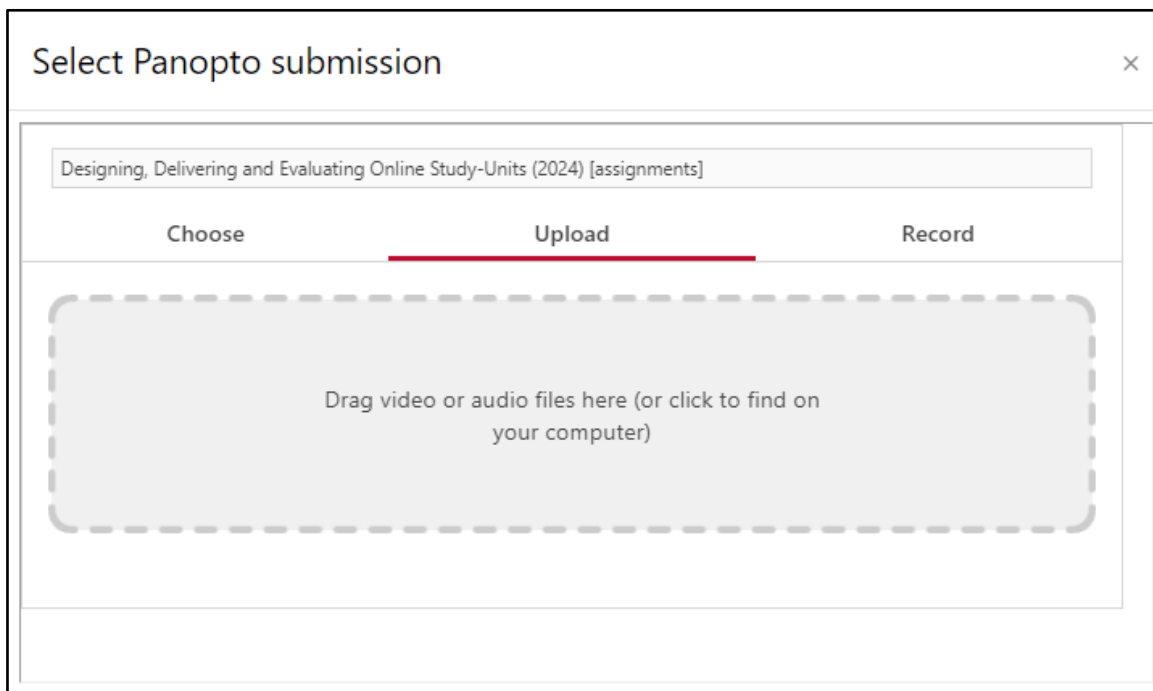 Select Panopto submission
×
Designing, Delivering and Evaluating Online Study-Units (2024) [assignments]
Choose Upload Record
Drag video or audio files here (or click to find on
your computer)